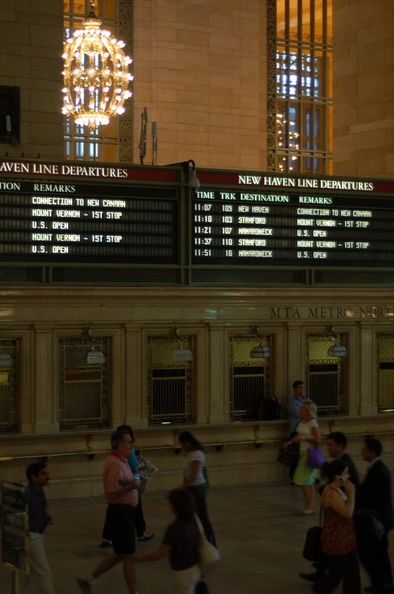 AVEN LINE DEPARTURES
TION REMARKS
CONNECTION TO NEW CANAAN
MOUNT VERNON - 1ST STOP
U.S. OPEN
MOUNT VERNON - 1ST STOP
U.S. OPEN
NEW HAVEN LINE DEPARTURES
TIME TRK DESTINATION REMARKS
11:07 109 NEW HAVEN CONNECTION TO NEW CANAAN
11:10 103 STAMFORD MOUNT VERNON - 1ST STOP
11:21 107 MAMARONECK U.S. OPEN
11:37 110 STAMFORD MOUNT VERNON - 1ST STOP
11:51 16 MAMARONECK U.S. OPEN
MTA METRO-NORT